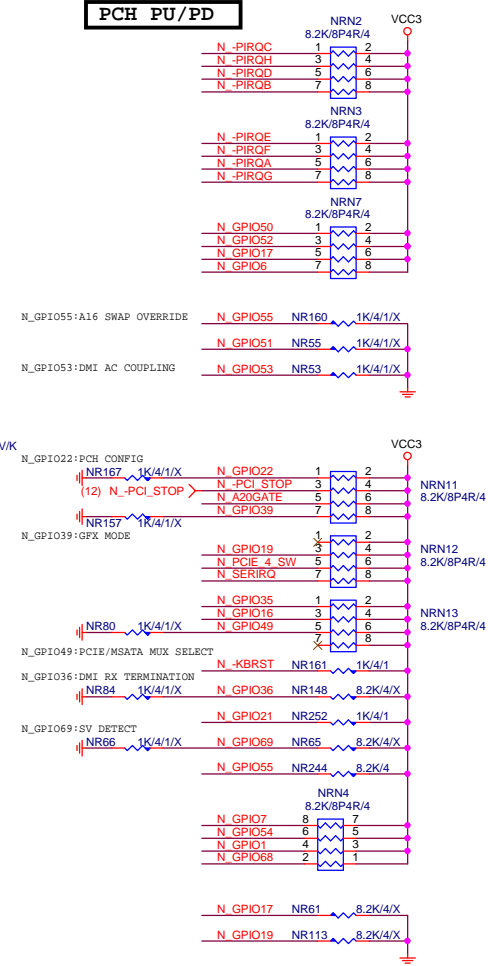 PCH PU/PD
NRN2
8.2K/8P4R/4
VCC3
N_-PIRQC 1 2
N_-PIRQH 3 4
N_-PIRQD 5 6
N_-PIRQB 7 8
NRN3
8.2K/8P4R/4
N_-PIRQE 1 2
N_-PIRQF 3 4
N_-PIRQA 5 6
N_-PIRQG 7 8
NRN7
8.2K/8P4R/4
N_GPIO50 1 2
N_GPIO52 3 4
N_GPIO17 5 6
N_GPIO6 7 8
N_GPIO55:A16 SWAP OVERRIDE N_GPIO55 NR160 1K/4/1/X
N_GPIO51 NR55 1K/4/1/X
N_GPIO53:DMI AC COUPLING N_GPIO53 NR53 1K/4/1/X
V/K
VCC3
N_GPIO22:PCH CONFIG
NR167 1K/4/1/X N_GPIO22 1 2
(12) N_-PCI_STOP N_-PCI_STOP 3 4 NRN11
N_A20GATE 5 6 8.2K/8P4R/4
N_GPIO39 7 8
NR157 1K/4/1/X
N_GPIO39:GFX MODE
1 2
N_GPIO19 3 4 NRN12
N_PCIE_4_SW 5 6 8.2K/8P4R/4
N_SERIRQ 7 8
N_GPIO35 1 2
N_GPIO16 3 4 NRN13
NR80 1K/4/1/X N_GPIO49 5 6 8.2K/8P4R/4
7 8
N_GPIO49:PCIE/MSATA MUX SELECT
N_-KBRST NR161 1K/4/1
N_GPIO36:DMI RX TERMINATION
NR84 1K/4/1/X N_GPIO36 NR148 8.2K/4/X
N_GPIO21 NR252 1K/4/1
N_GPIO69:SV DETECT
NR66 1K/4/1/X N_GPIO69 NR65 8.2K/4/X
N_GPIO55 NR244 8.2K/4
NRN4
8.2K/8P4R/4
N_GPIO7 8 7
N_GPIO54 6 5
N_GPIO1 4 3
N_GPIO68 2 1
N_GPIO17 NR61 8.2K/4/X
N_GPIO19 NR113 8.2K/4/X